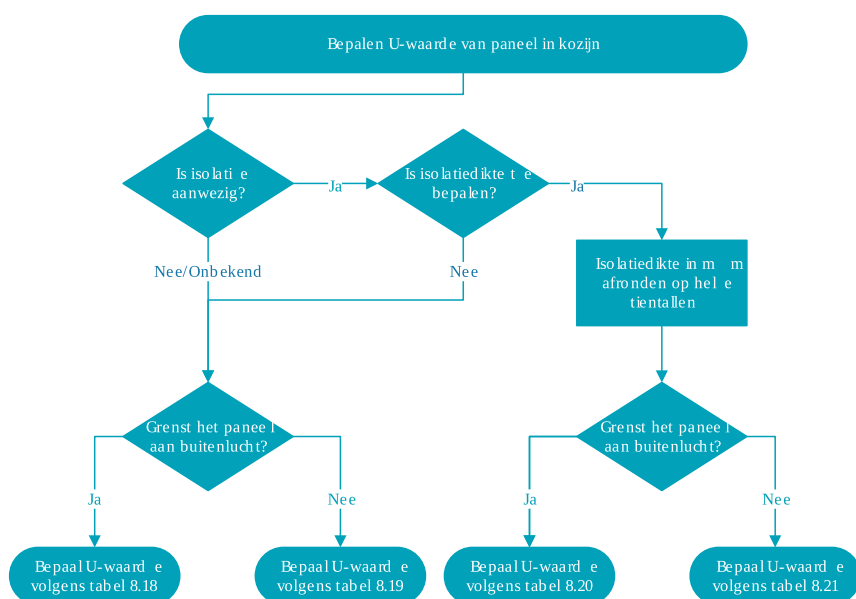 Bepalen U-waarde van paneel in kozijn
Is isolatie
aanwezig?
Ja
Is isolatiedikte te
bepalen?
Ja
Nee/Onbekend
Nee
Isolatiedikte in mm
afronden op hele
tientallen
Grenst het paneel
aan buitenlucht?
Grenst het paneel
aan buitenlucht?
Ja
Nee
Ja
Nee
Bepaal U-waarde
volgens tabel 8.18
Bepaal U-waarde
volgens tabel 8.19
Bepaal U-waarde
volgens tabel 8.20
Bepaal U-waarde
volgens tabel 8.21